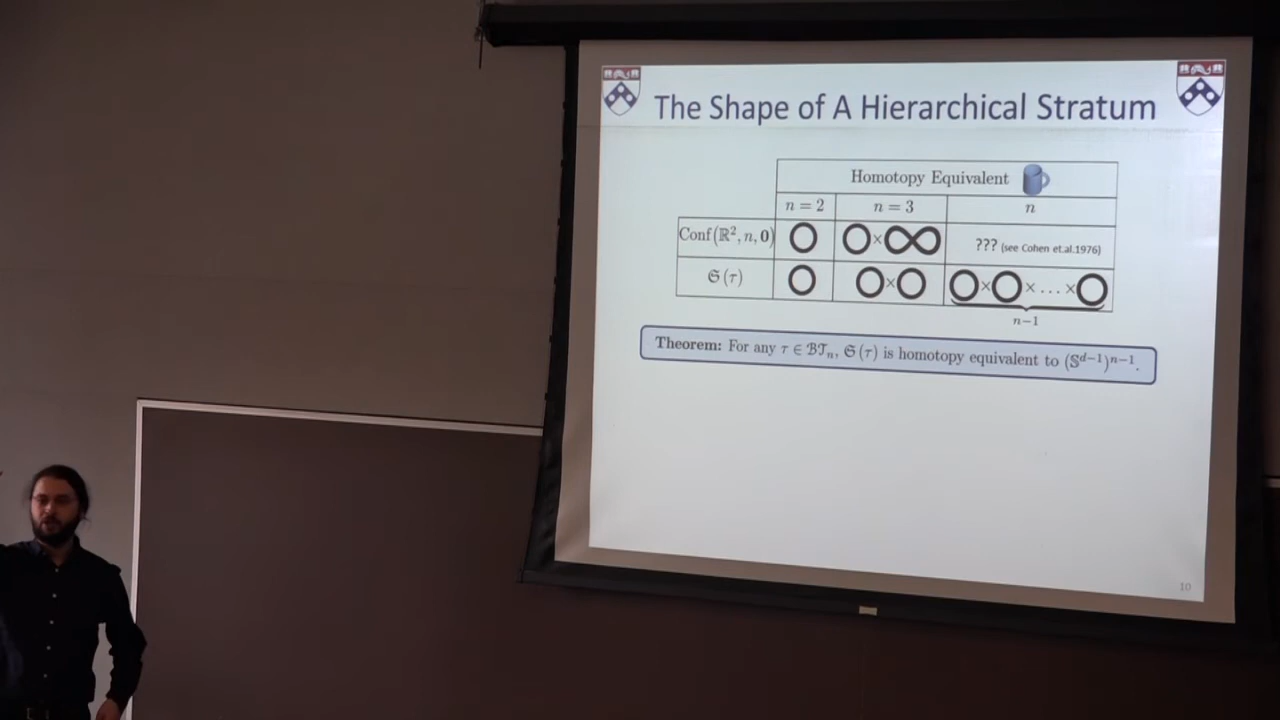 The Shape of A Hierarchical Stratum
Homotopy Equivalent
n = 2 n = 3 n
Conf(ℝ², n, 0) × ??? (see Cohen et.al.1976)
𝔖(τ) × × × ... ×
n−1
Theorem: For any τ ∈ ℬ𝒯ₙ, 𝔖(τ) is homotopy equivalent to (𝕊ᵈ⁻¹)ⁿ⁻¹.
10